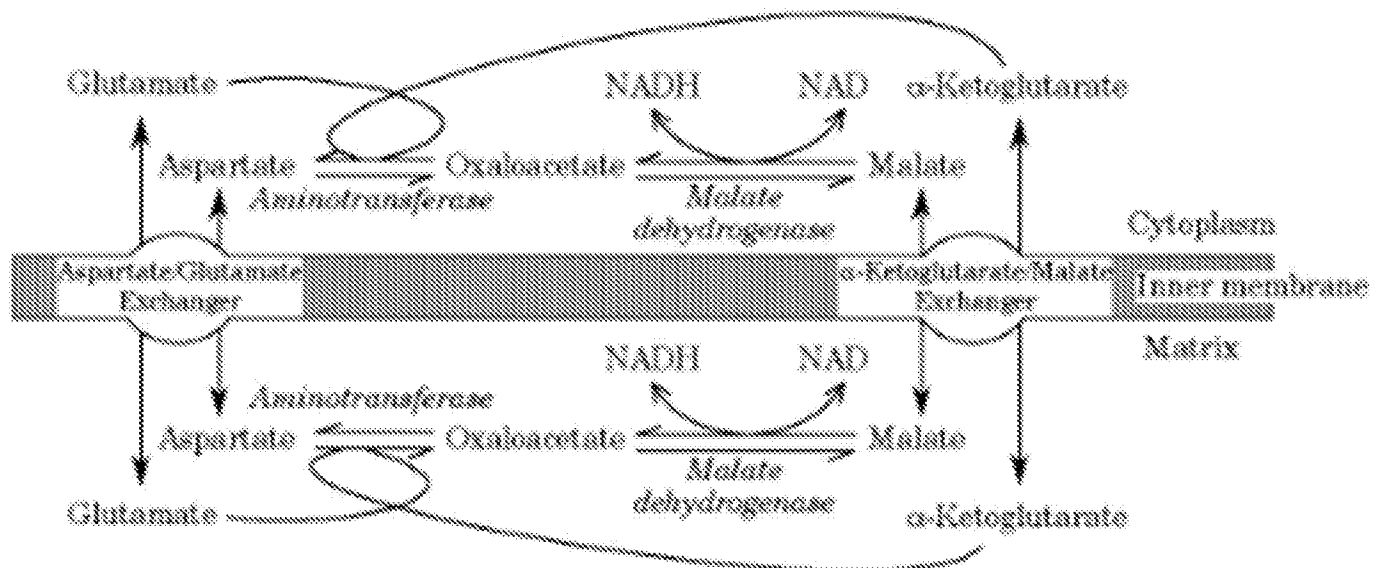 Glutamate NADH NAD α-Ketoglutarate
Aspartate Oxaloacetate Malate
Aminotransferase Malate
dehydrogenase
Cytoplasm
Aspartate/Glutamate
Exchanger
α-Ketoglutarate/Malate
Exchanger
Inner membrane
Matrix
NADH NAD
Aminotransferase
Aspartate Oxaloacetate Malate
Malate
dehydrogenase
Glutamate α-Ketoglutarate